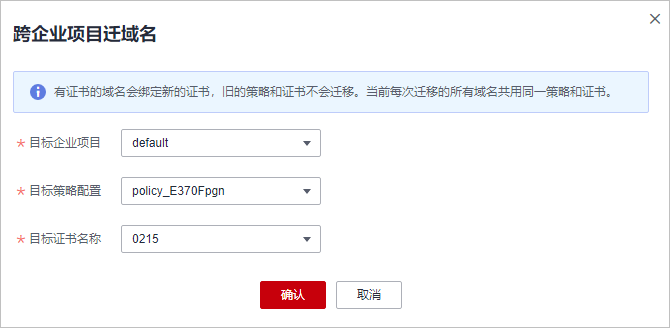 跨企业项目迁域名
有证书的域名会绑定新的证书，旧的策略和证书不会迁移。当前每次迁移的所有域名共用同一策略和证书。
* 目标企业项目 default
* 目标策略配置 policy_E370Fpgn
* 目标证书名称 0215
确认 取消